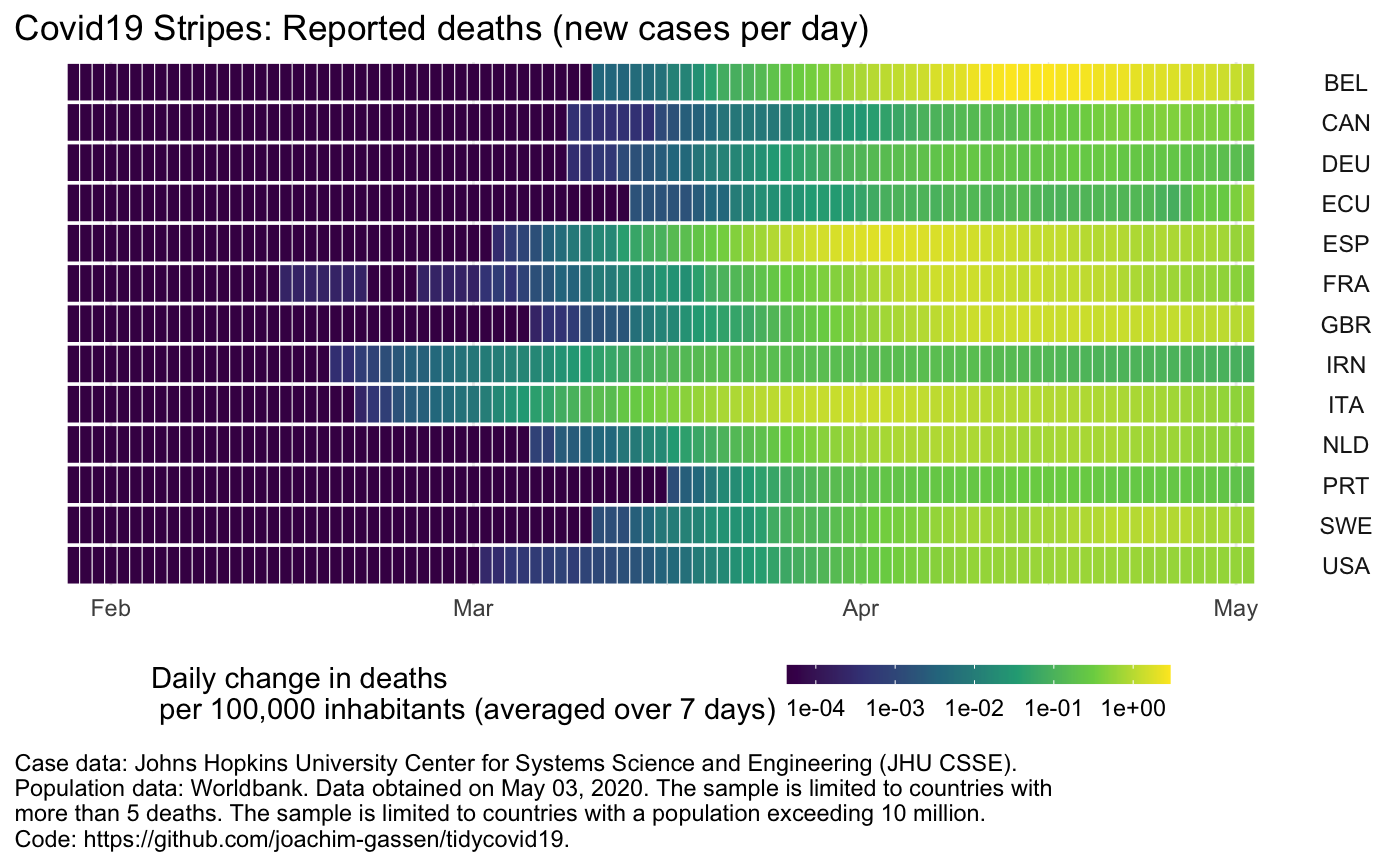 Covid19 Stripes: Reported deaths (new cases per day)
BEL
CAN
DEU
ECU
ESP
FRA
GBR
IRN
ITA
NLD
PRT
SWE
USA
Feb Mar Apr May
Daily change in deaths
per 100,000 inhabitants (averaged over 7 days)
1e-04 1e-03 1e-02 1e-01 1e+00
Case data: Johns Hopkins University Center for Systems Science and Engineering (JHU CSSE).
Population data: Worldbank. Data obtained on May 03, 2020. The sample is limited to countries with
more than 5 deaths. The sample is limited to countries with a population exceeding 10 million.
Code: https://github.com/joachim-gassen/tidycovid19.